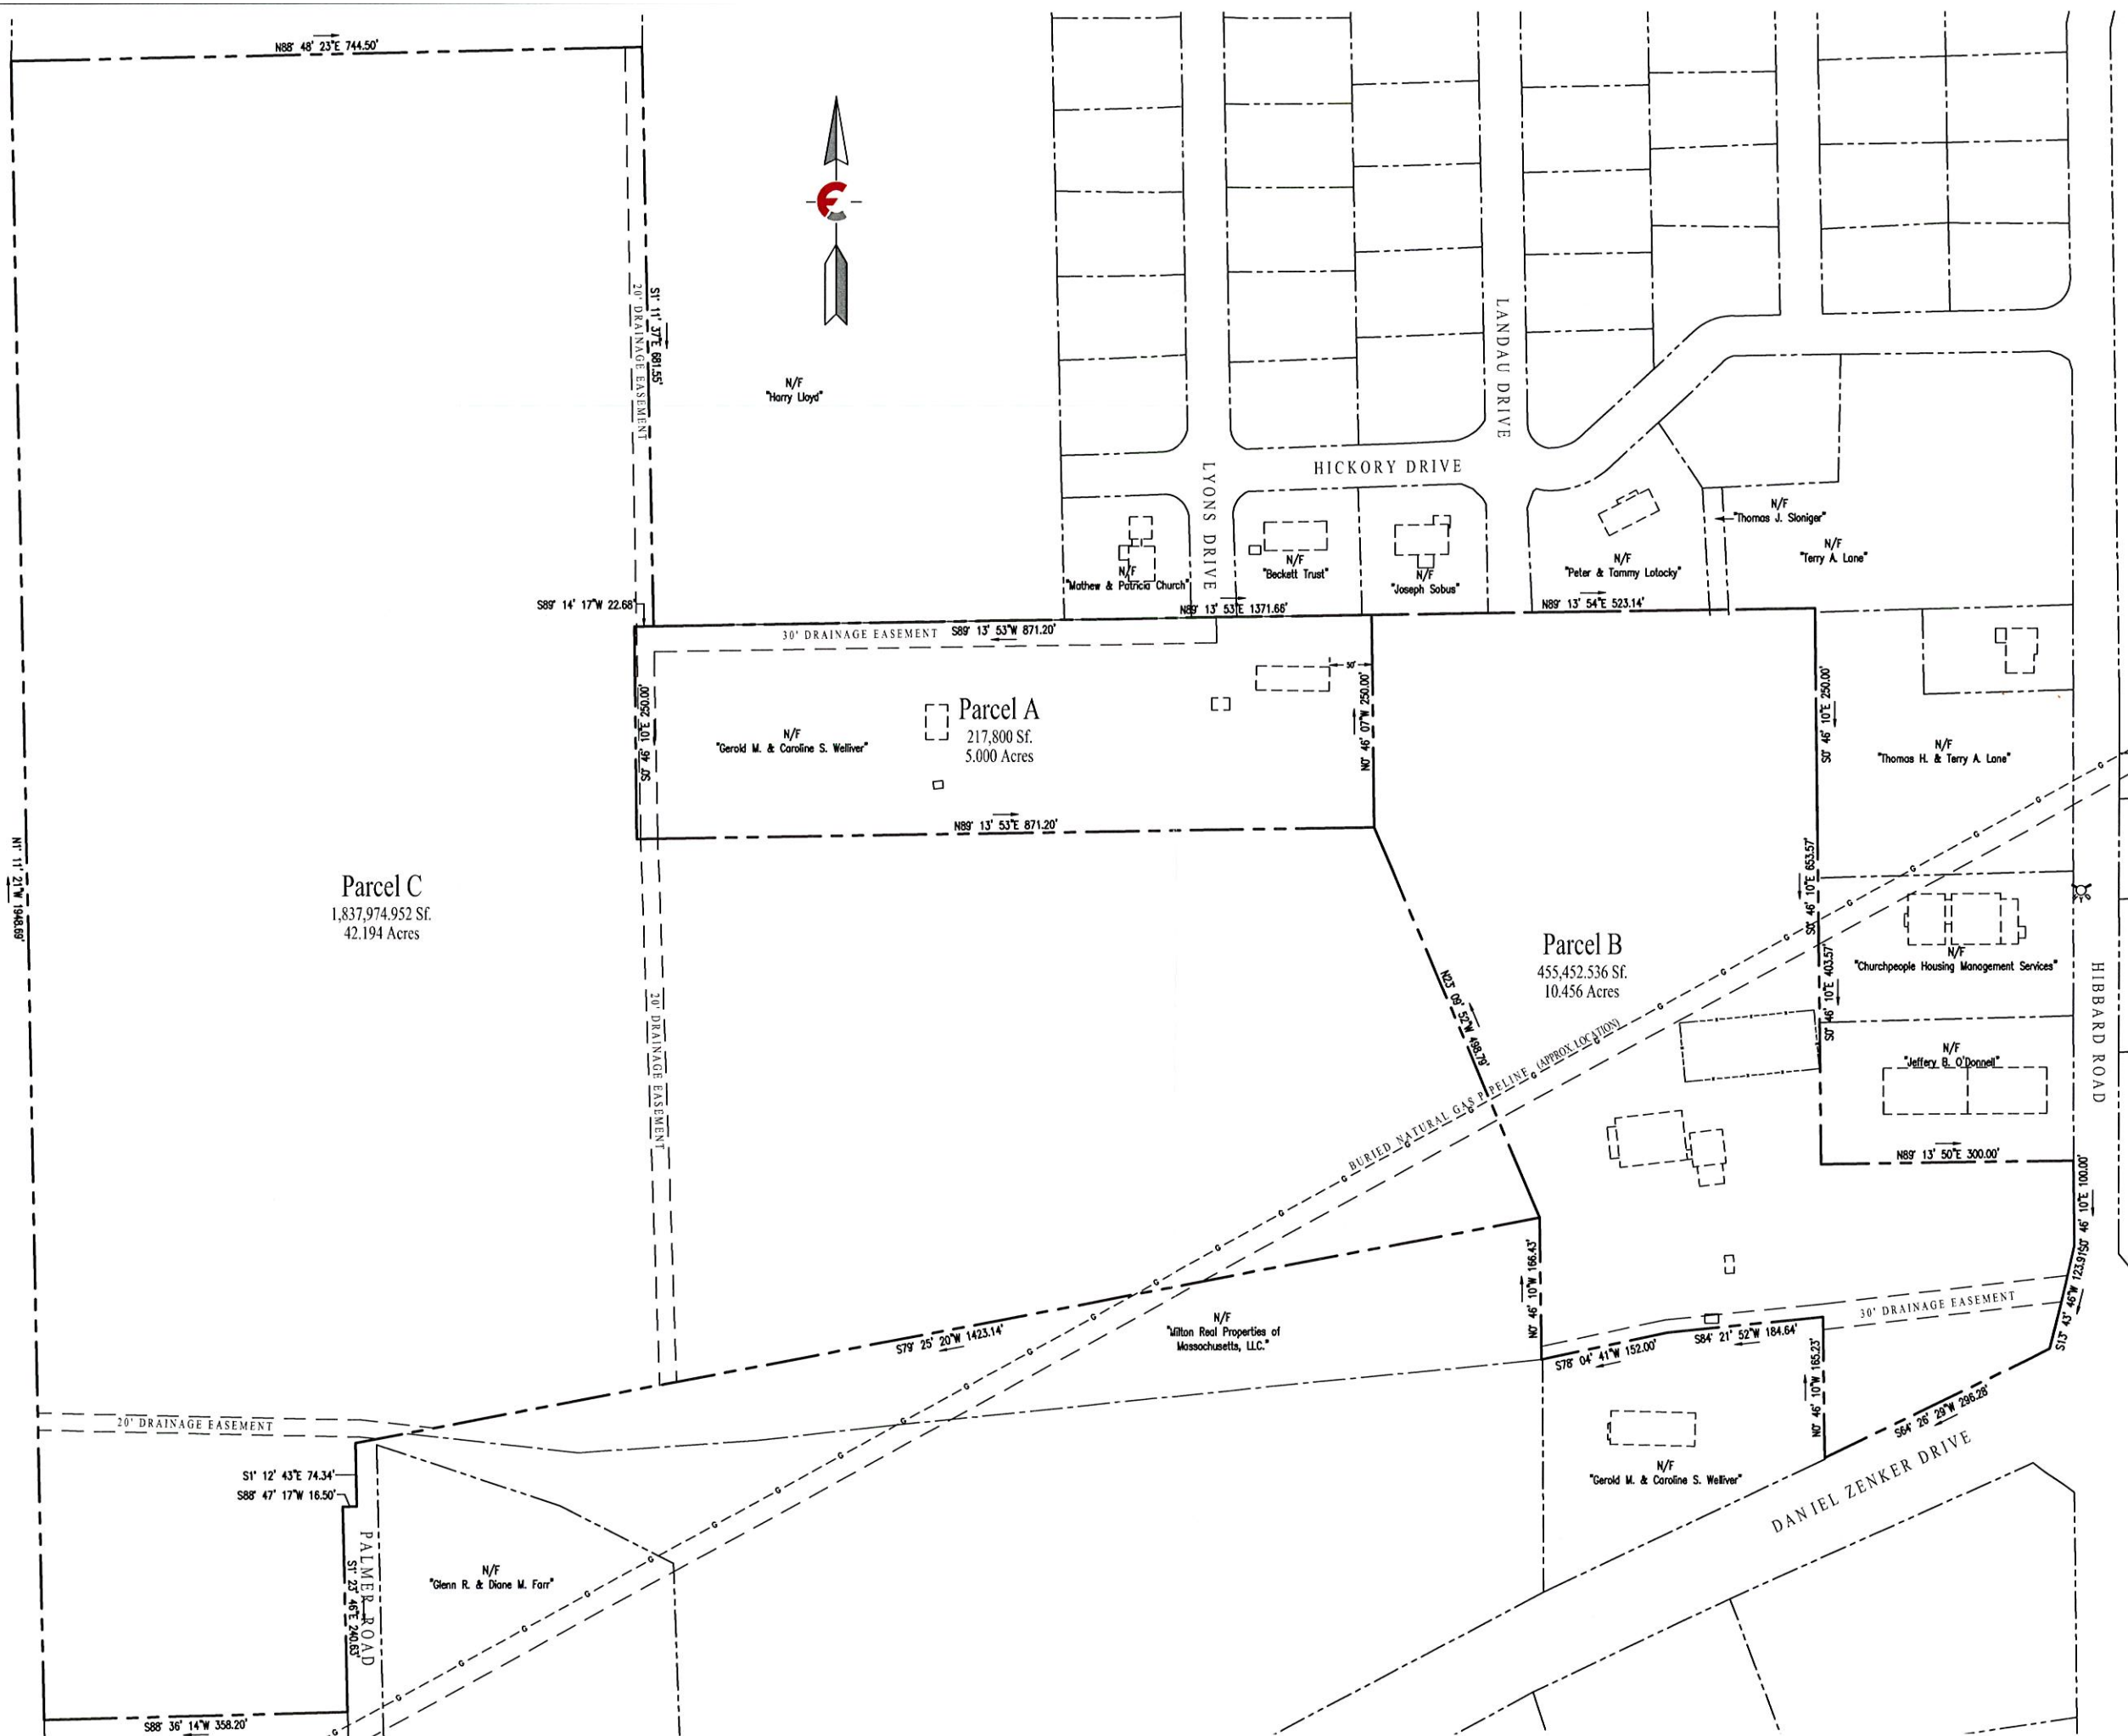 N88° 48' 23"E 744.50'
S1° 11' 37"E 681.55'
20' DRAINAGE EASEMENT
N/F
"Harry Lloyd"
LANDAU DRIVE
HICKORY DRIVE
LYONS DRIVE
N/F
"Mathew & Patricia Church"
N/F
"Beckett Trust"
N/F
"Joseph Sobus"
N/F
"Peter & Tammy Lotocky"
N/F
"Thomas J. Sloniger"
N/F
"Terry A. Lane"
S89° 14' 17"W 22.68'
N89° 13' 53"E 1371.66'
N89° 13' 54"E 523.14'
30' DRAINAGE EASEMENT
S89° 13' 53"W 871.20'
50'
S0° 46' 10"E 250.00'
N/F
"Gerold M. & Caroline S. Welliver"
Parcel A
217,800 Sf.
5.000 Acres
N0° 46' 07"W 250.00'
S0° 46' 10"E 250.00'
N/F
"Thomas H. & Terry A. Lane"
N89° 13' 53"E 871.20'
N1° 11' 21"W 1948.69'
Parcel C
1,837,974.952 Sf.
42.194 Acres
S0° 46' 10"E 653.57'
Parcel B
455,452.536 Sf.
10.456 Acres
S0° 46' 10"E 403.57'
N/F
"Churchpeople Housing Management Services"
N23° 09' 52"W 498.79'
20' DRAINAGE EASEMENT
BURIED NATURAL GAS PIPELINE (APPROX. LOCATION)
N/F
"Jeffery B. O'Donnell"
HIBBARD ROAD
N89° 13' 50"E 300.00'
S0° 46' 10"E 100.00'
S13° 43' 46"W 123.91'
N0° 46' 10"W 166.43'
30' DRAINAGE EASEMENT
N/F
"Milton Real Properties of
Massachusetts, LLC."
S79° 25' 20"W 1423.14'
S78° 04' 41"W 152.00'
S84° 21' 52"W 184.64'
N0° 46' 10"W 165.23'
S64° 26' 29"W 296.28'
DANIEL ZENKER DRIVE
N/F
"Gerold M. & Caroline S. Welliver"
20' DRAINAGE EASEMENT
S1° 12' 43"E 74.34'
S88° 47' 17"W 16.50'
PALMER ROAD
S1° 23' 46"E 240.63'
N/F
"Glenn R. & Diane M. Farr"
S88° 36' 14"W 358.20'